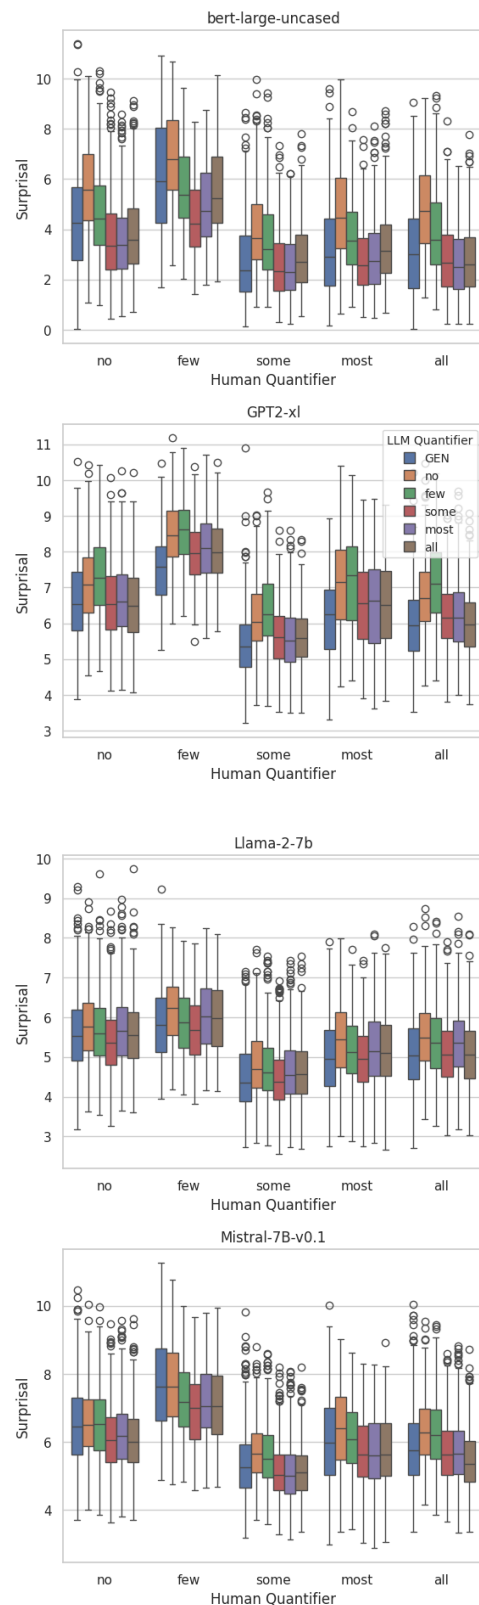 bert-large-uncased
10
8
6
4
2
0
Surprisal
no few some most all
Human Quantifier
GPT2-xl
11
10
9
8
7
6
5
4
3
Surprisal
LLM Quantifier
GEN
no
few
some
most
all
no few some most all
Human Quantifier
Llama-2-7b
10
9
8
7
6
5
4
3
Surprisal
no few some most all
Human Quantifier
Mistral-7B-v0.1
10
8
6
4
Surprisal
no few some most all
Human Quantifier